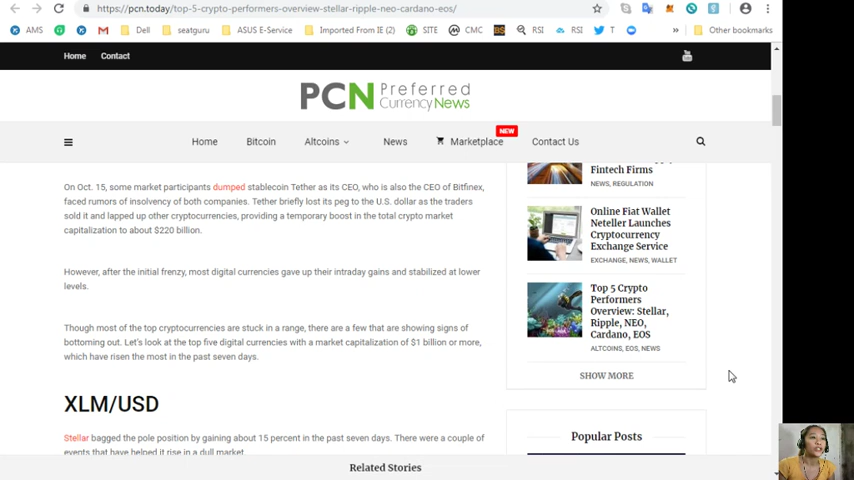 https://pcn.today/top-5-crypto-performers-overview-stellar-ripple-neo-cardano-eos/
AMS
Dell
seatguru
ASUS E-Service
Imported From IE (2)
SITE
CMC
BS
RSI
RSI
T
»
Other bookmarks
Home
Contact
PCN Preferred
Currency News
Home
Bitcoin
Altcoins
News
Marketplace
NEW
Contact Us
On Oct. 15, some market participants dumped stablecoin Tether as its CEO, who is also the CEO of Bitfinex,
faced rumors of insolvency of both companies. Tether briefly lost its peg to the U.S. dollar as the traders
sold it and lapped up other cryptocurrencies, providing a temporary boost in the total crypto market
capitalization to about $220 billion.
However, after the initial frenzy, most digital currencies gave up their intraday gains and stabilized at lower
levels.
Though most of the top cryptocurrencies are stuck in a range, there are a few that are showing signs of
bottoming out. Let's look at the top five digital currencies with a market capitalization of $1 billion or more,
which have risen the most in the past seven days.
XLM/USD
Stellar bagged the pole position by gaining about 15 percent in the past seven days. There were a couple of
events that have helped it rise in a dull market.
Fintech Firms
NEWS, REGULATION
Online Fiat Wallet
Neteller Launches
Cryptocurrency
Exchange Service
EXCHANGE, NEWS, WALLET
Top 5 Crypto
Performers
Overview: Stellar,
Ripple, NEO,
Cardano, EOS
ALTCOINS, EOS, NEWS
SHOW MORE
Popular Posts
Related Stories